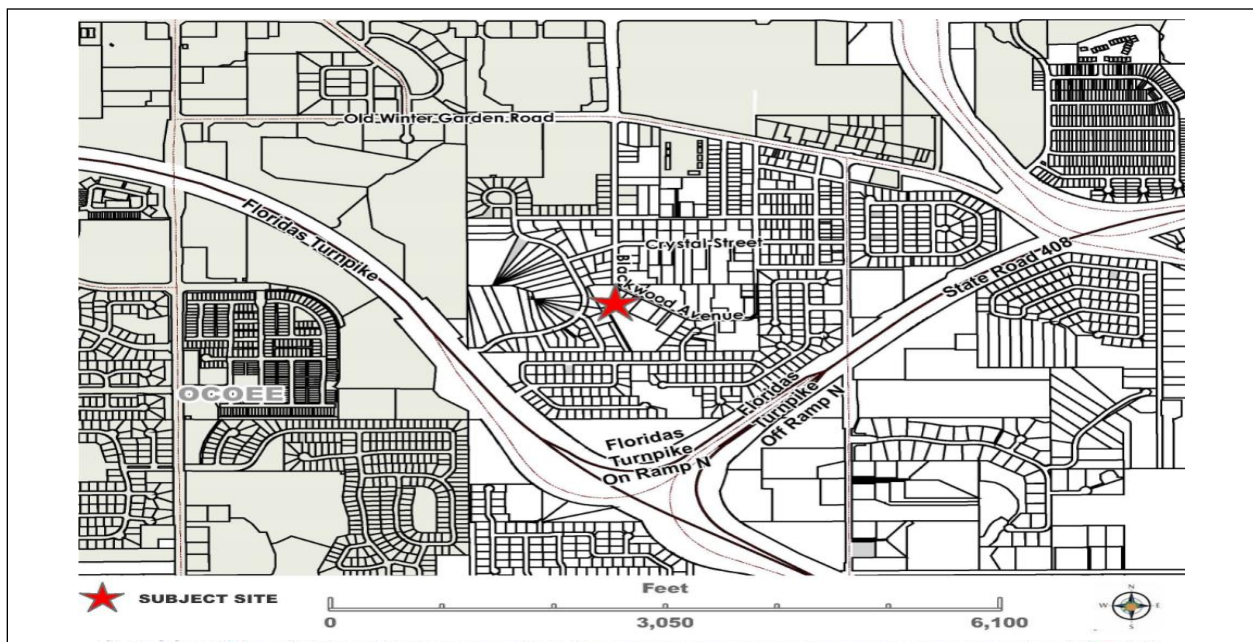 Old Winter Garden Road
Floridas Turnpike
Crystal Street
Blackwood Avenue
State Road 408
OCOEE
Floridas
Turnpike
Off Ramp N
Floridas
Turnpike
On Ramp N
SUBJECT SITE
Feet
0
3,050
6,100
N
W
E
S